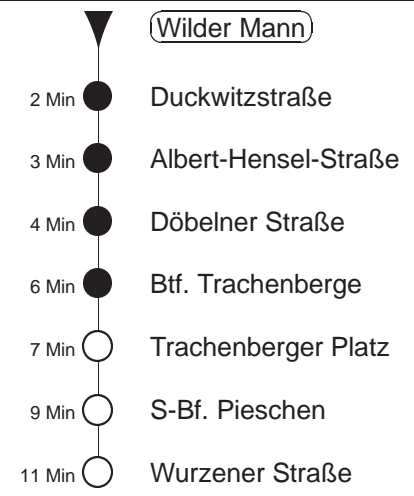 Wilder Mann
2 Min Duckwitzstraße
3 Min Albert-Hensel-Straße
4 Min Döbelner Straße
6 Min Btf. Trachenberge
7 Min Trachenberger Platz
9 Min S-Bf. Pieschen
11 Min Wurzener Straße